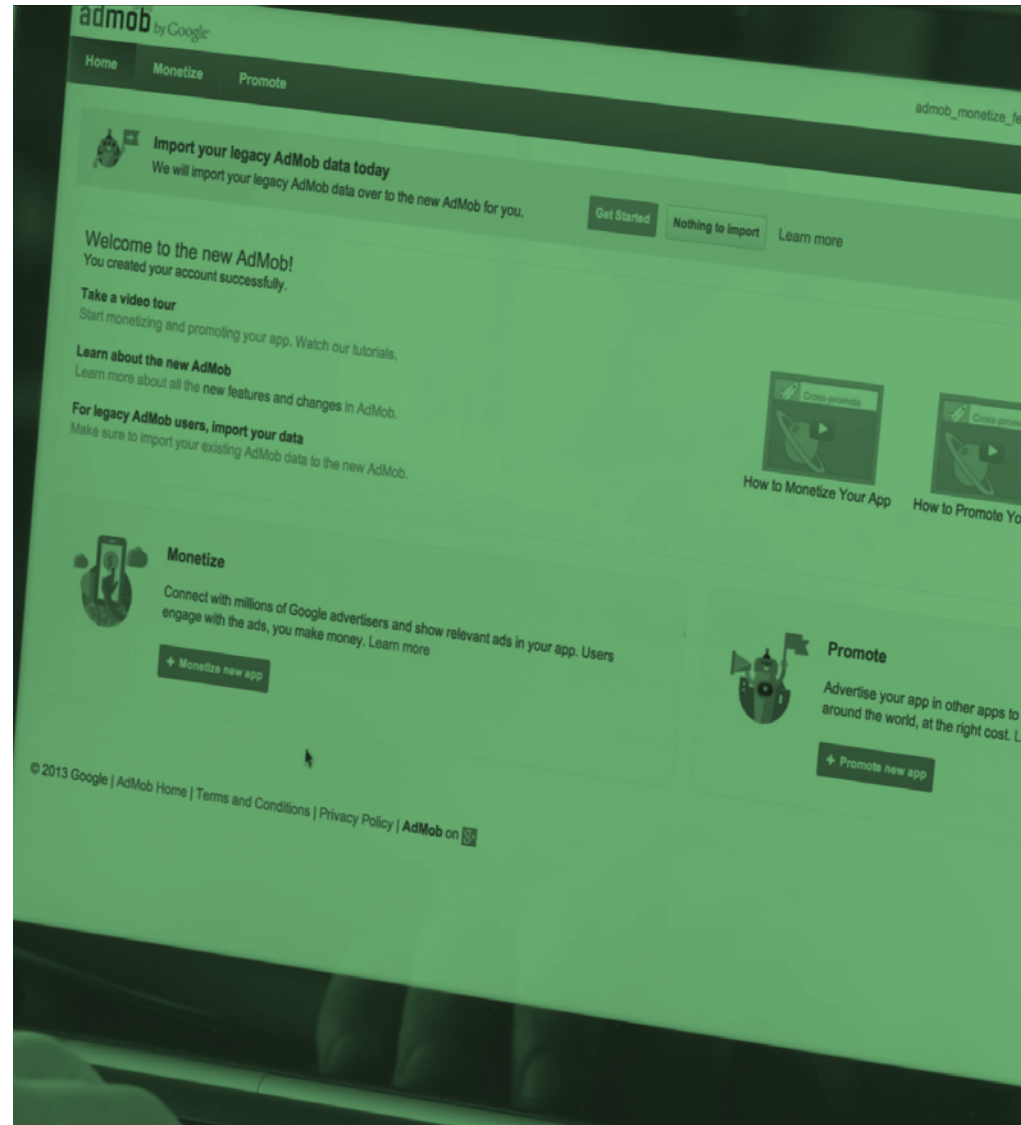 admob by Google
Home Monetize Promote
Import your legacy AdMob data today
We will import your legacy AdMob data over to the new AdMob for you.
Get Started Nothing to import Learn more
Welcome to the new AdMob!
You created your account successfully.
Take a video tour
Start monetizing and promoting your app. Watch our tutorials.
Learn about the new AdMob
Learn more about all the new features and changes in AdMob.
For legacy AdMob users, import your data
Make sure to import your existing AdMob data to the new AdMob.
Cross-promote
How to Monetize Your App
How to Promote
Monetize
Connect with millions of Google advertisers and show relevant ads in your app. Users
engage with the ads, you make money. Learn more
+ Monetize new app
Promote
Advertise your app in other apps to
around the world, at the right cost.
+ Promote new app
© 2013 Google | AdMob Home | Terms and Conditions | Privacy Policy | AdMob on g+